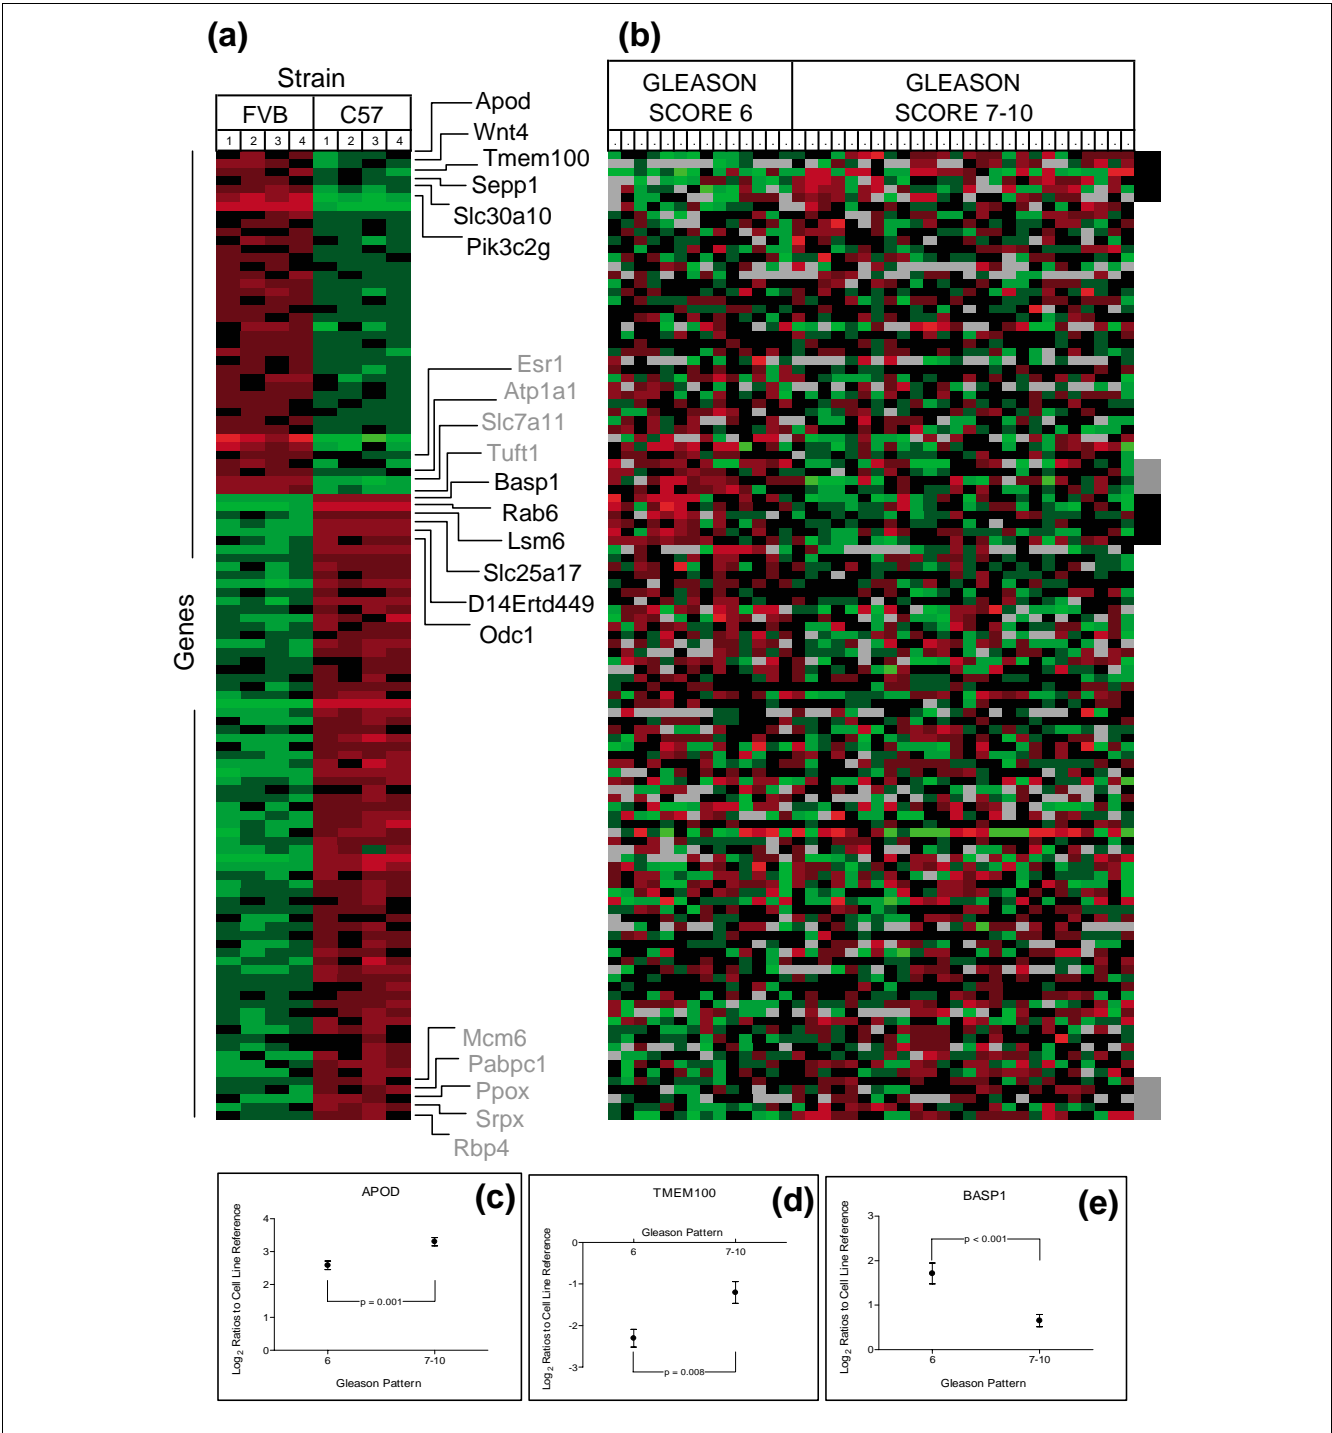 (a)
(b)
Strain
FVB C57
1 2 3 4 1 2 3 4
GLEASON
SCORE 6
GLEASON
SCORE 7-10
Apod
Wnt4
Tmem100
Sepp1
Slc30a10
Pik3c2g
Esr1
Atp1a1
Slc7a11
Tuft1
Basp1
Rab6
Lsm6
Slc25a17
D14Ertd449
Odc1
Genes
Mcm6
Pabpc1
Ppox
Srpx
Rbp4
(c)
APOD
Log2 Ratios to Cell Line Reference
4
3
2
1
0
p = 0.001
6 7-10
Gleason Pattern
(d)
TMEM100
Gleason Pattern
Log2 Ratios to Cell Line Reference
6 7-10
0
-1
-2
-3
p = 0.008
(e)
BASP1
Log2 Ratios to Cell Line Reference
3
2
1
0
p < 0.001
6 7-10
Gleason Pattern